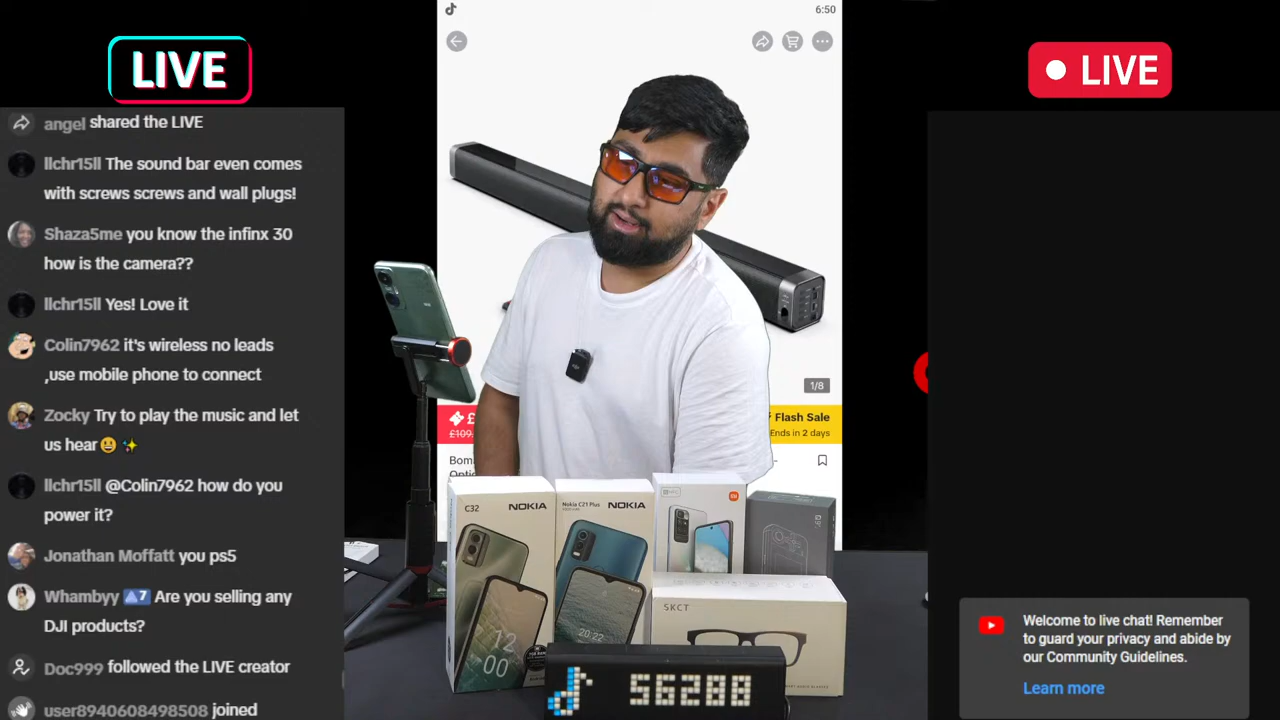 LIVE
angel shared the LIVE
llchr15ll The sound bar even comes
with screws screws and wall plugs!
Shaza5me you know the infinx 30
how is the camera??
llchr15ll Yes! Love it
Colin7962 it's wireless no leads
,use mobile phone to connect
Zocky Try to play the music and let
us hear😃 ✨
llchr15ll @Colin7962 how do you
power it?
Jonathan Moffatt you ps5
Whambyy 7 Are you selling any
DJI products?
Doc999 followed the LIVE creator
user8940608498508 joined
6:50
1/8
£109.
Flash Sale
Ends in 2 days
C32 NOKIA
Nokia C21 Plus NOKIA
12
00
20:22
SKCT
56288
LIVE
Welcome to live chat! Remember
to guard your privacy and abide by
our Community Guidelines.
Learn more